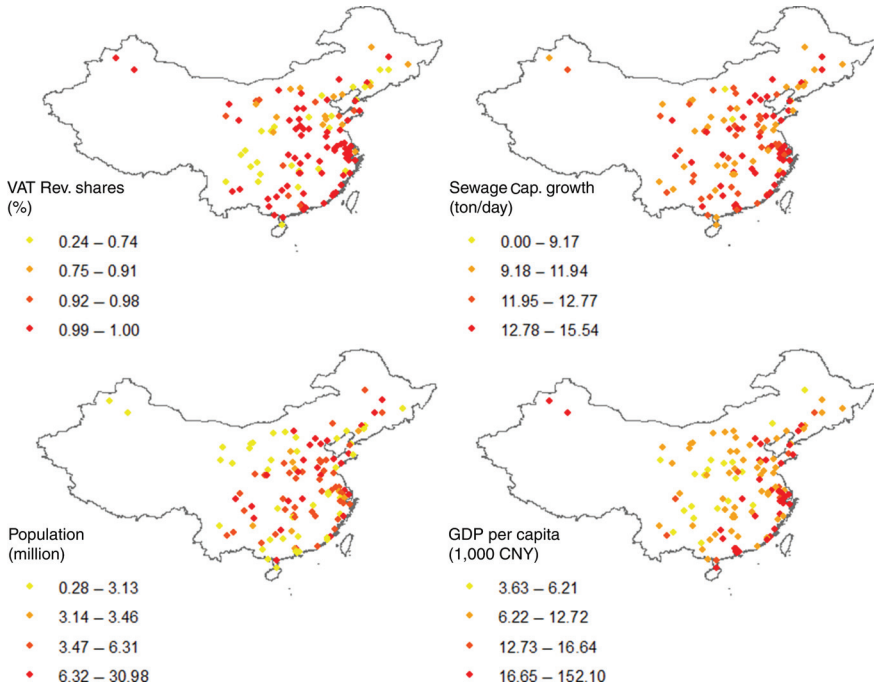 VAT Rev. shares
(%)
0.24 – 0.74
0.75 – 0.91
0.92 – 0.98
0.99 – 1.00
Sewage Cap. growth
(ton/day)
0.00 – 9.17
9.18 – 11.94
11.95 – 12.77
12.78 – 15.54
Population
(million)
0.28 – 3.13
3.14 – 3.46
3.47 – 6.31
6.32 – 30.98
GDP per capita
(1,000 CNY)
3.63 – 6.21
6.22 – 12.72
12.73 – 16.64
16.65 – 152.10